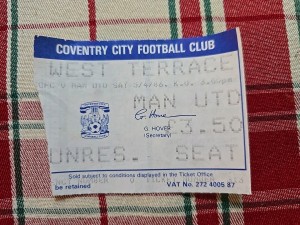 COVENTRY CITY FOOTBALL CLUB
WEST TERRACE
MAN UTD
G. HOVER
(Secretary)
£3.50
UNRES. SEAT
Sold subject to conditions displayed in the Ticket Office
be retained
VAT No. 272 4005 87